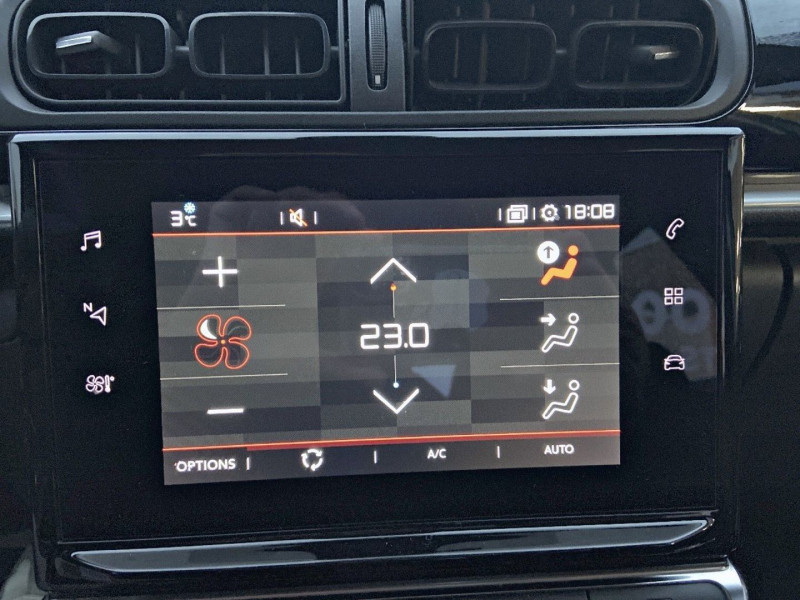 3°C
18:08
N
23.0
OPTIONS
A/C
AUTO